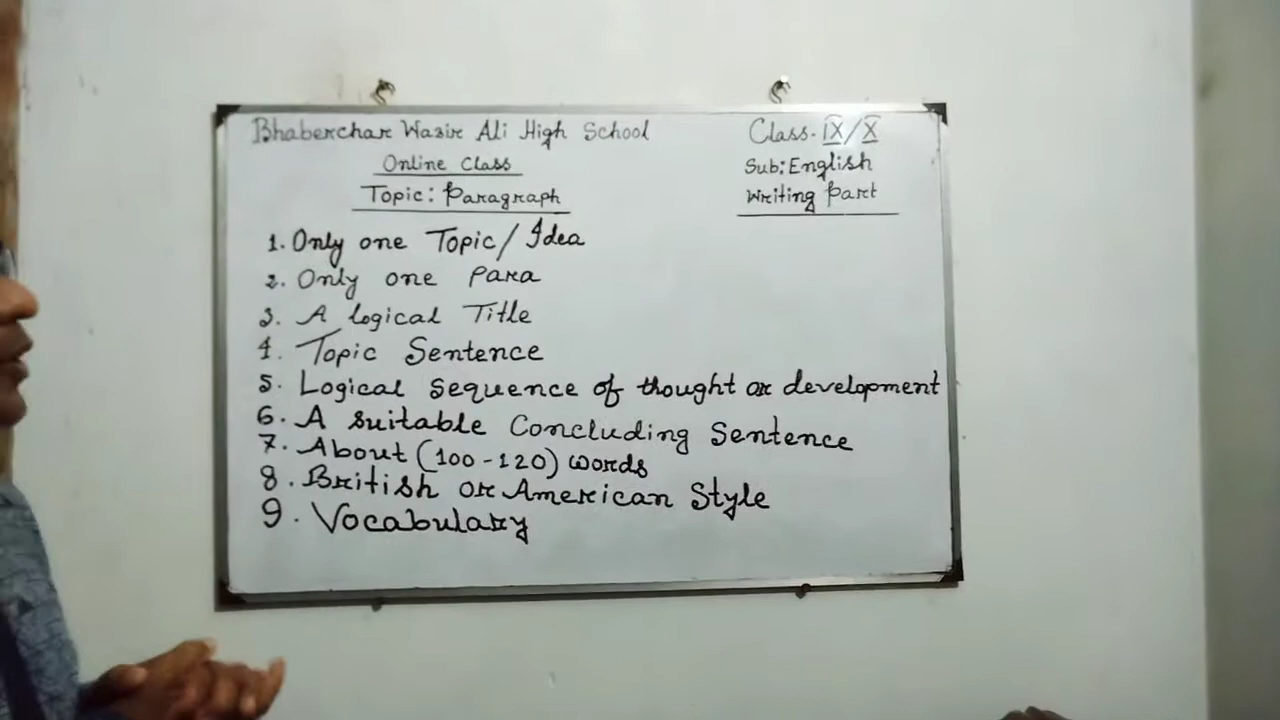 Bhaberchar Wazir Ali High School
Online Class
Topic: Paragraph
Class- IX/X
Sub: English
Writing Part
1. Only one Topic/Idea
2. Only one Para
3. A logical Title
4. Topic Sentence
5. Logical sequence of thought or development
6. A suitable Concluding Sentence
7. About (100-120) words
8. British or American Style
9. Vocabulary